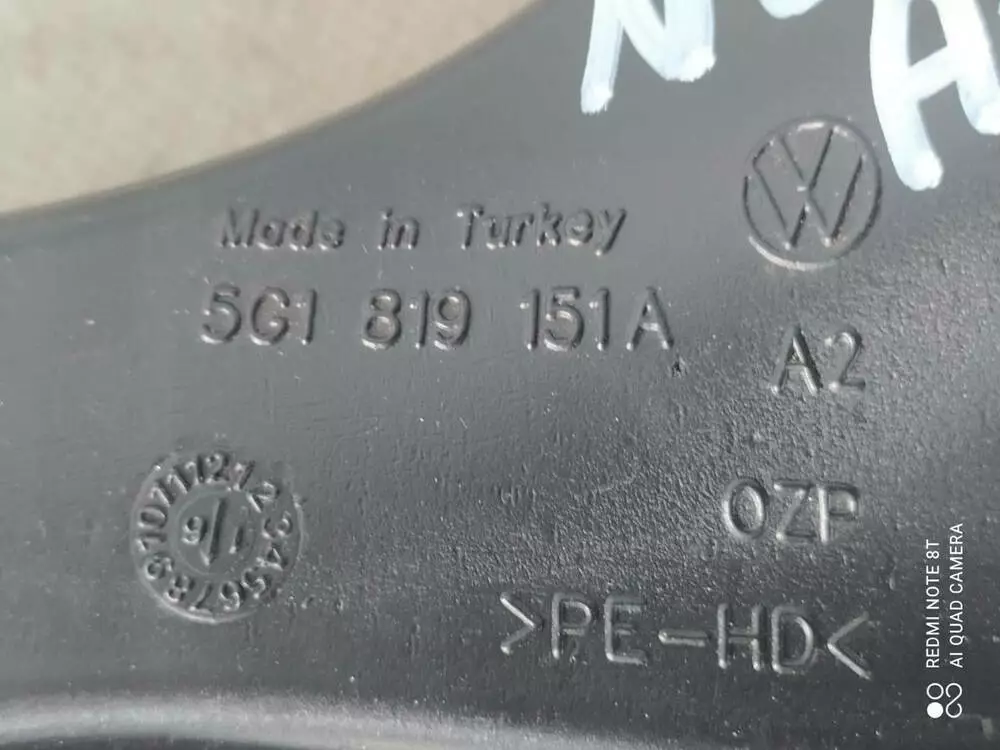 Made in Turkey
5G1 819 151A
A2
OZP
>PE-HD<
REDMI NOTE 8T
AI QUAD CAMERA